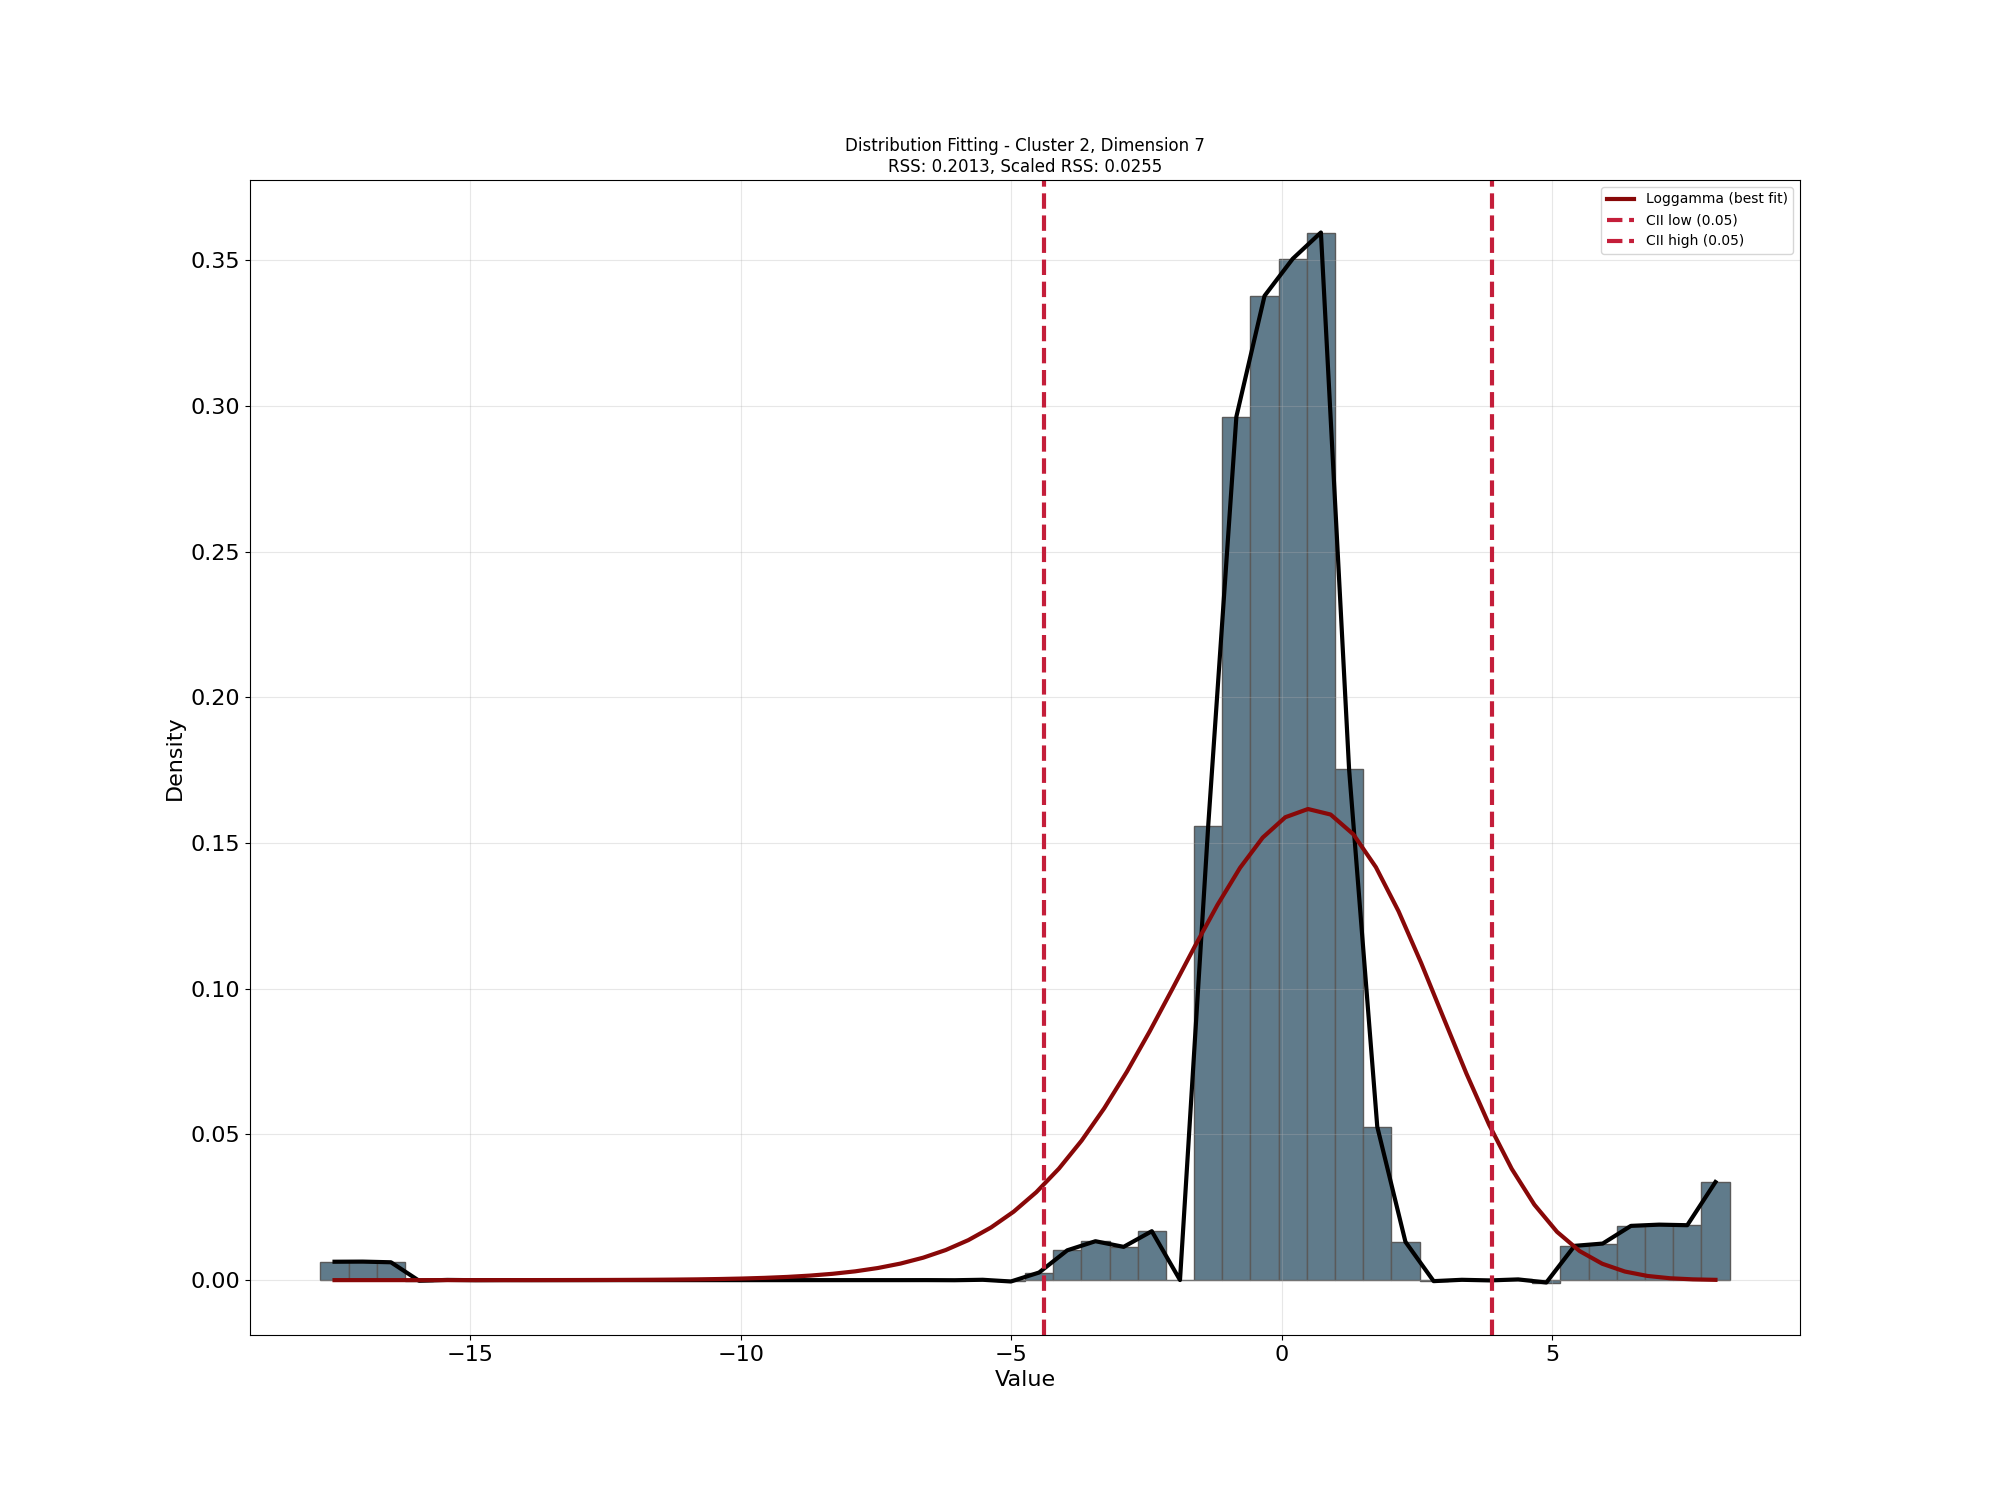 Distribution Fitting - Cluster 2, Dimension 7
RSS: 0.2013, Scaled RSS: 0.0255
Loggamma (best fit)
CII low (0.05)
CII high (0.05)
0.35
0.30
0.25
0.20
0.15
0.10
0.05
0.00
Density
−15
−10
−5
0
5
Value